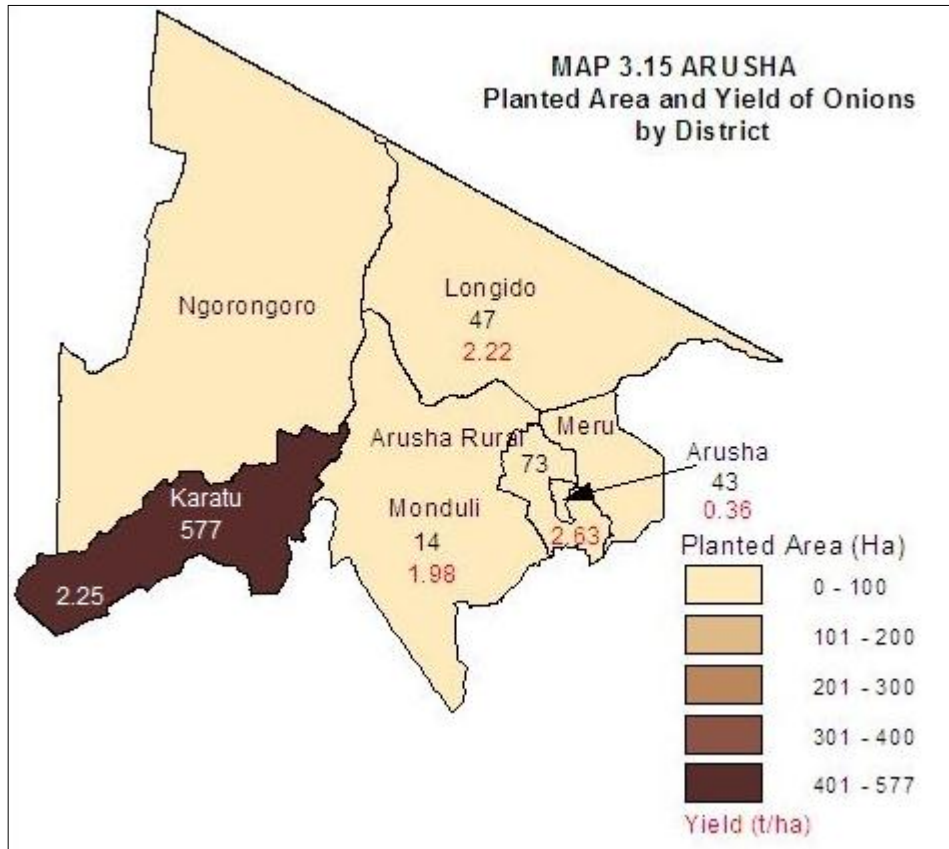 MAP 3.15 ARUSHA
Planted Area and Yield of Onions
by District
Ngorongoro
Longido
47
2.22
Arusha Rural
73
2.63
Meru
Arusha
43
0.36
Karatu
577
2.25
Monduli
14
1.98
Planted Area (Ha)
0 - 100
101 - 200
201 - 300
301 - 400
401 - 577
Yield (t/ha)